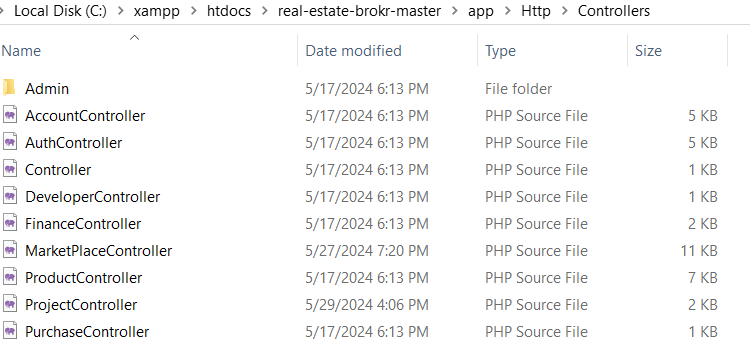 Local Disk (C:) > xampp > htdocs > real-estate-brokr-master > app > Http > Controllers
Name Date modified Type Size
Admin 5/17/2024 6:13 PM File folder
AccountController 5/17/2024 6:13 PM PHP Source File 5 KB
AuthController 5/17/2024 6:13 PM PHP Source File 5 KB
Controller 5/17/2024 6:13 PM PHP Source File 1 KB
DeveloperController 5/17/2024 6:13 PM PHP Source File 1 KB
FinanceController 5/17/2024 6:13 PM PHP Source File 2 KB
MarketPlaceController 5/27/2024 7:20 PM PHP Source File 11 KB
ProductController 5/17/2024 6:13 PM PHP Source File 7 KB
ProjectController 5/29/2024 4:06 PM PHP Source File 2 KB
PurchaseController 5/17/2024 6:13 PM PHP Source File 1 KB